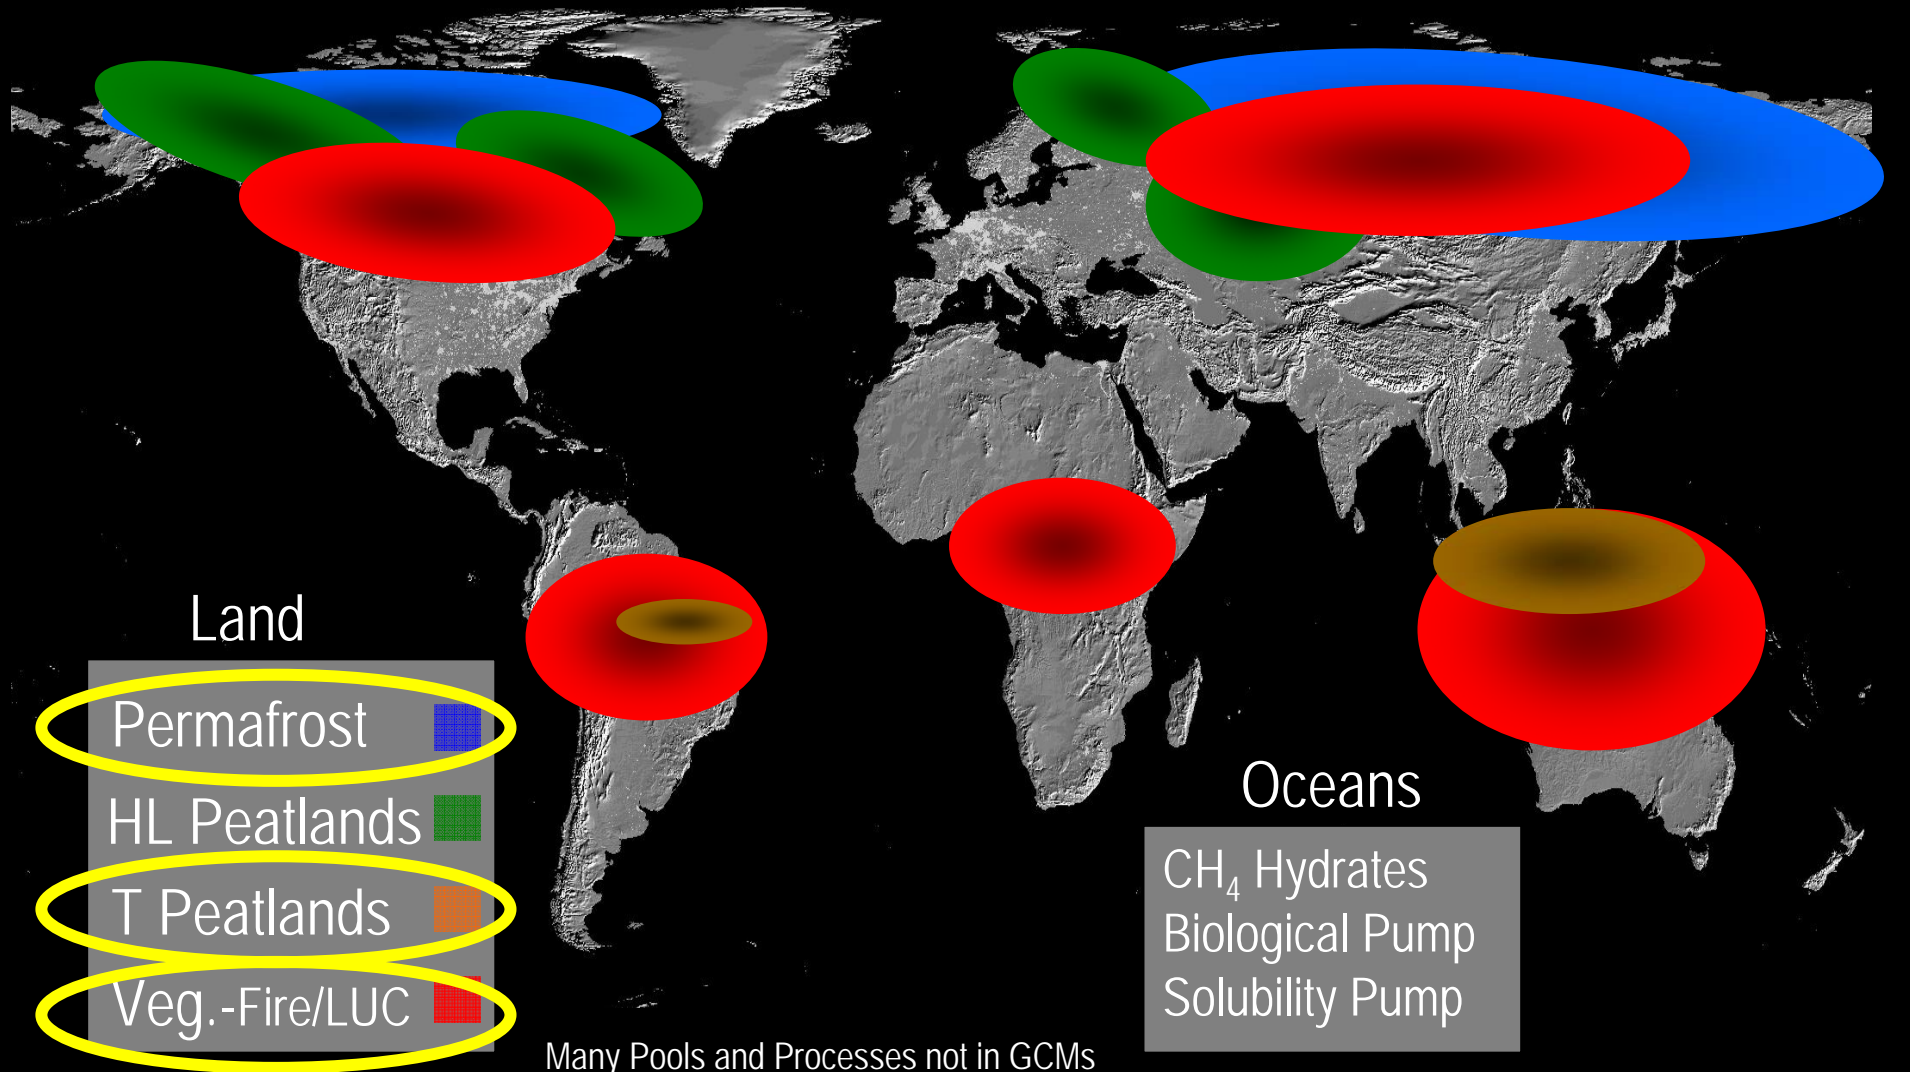 Land
Permafrost
HL Peatlands
T Peatlands
Veg.-Fire/LUC
Oceans
CH₄ Hydrates
Biological Pump
Solubility Pump
Many Pools and Processes not in GCMs